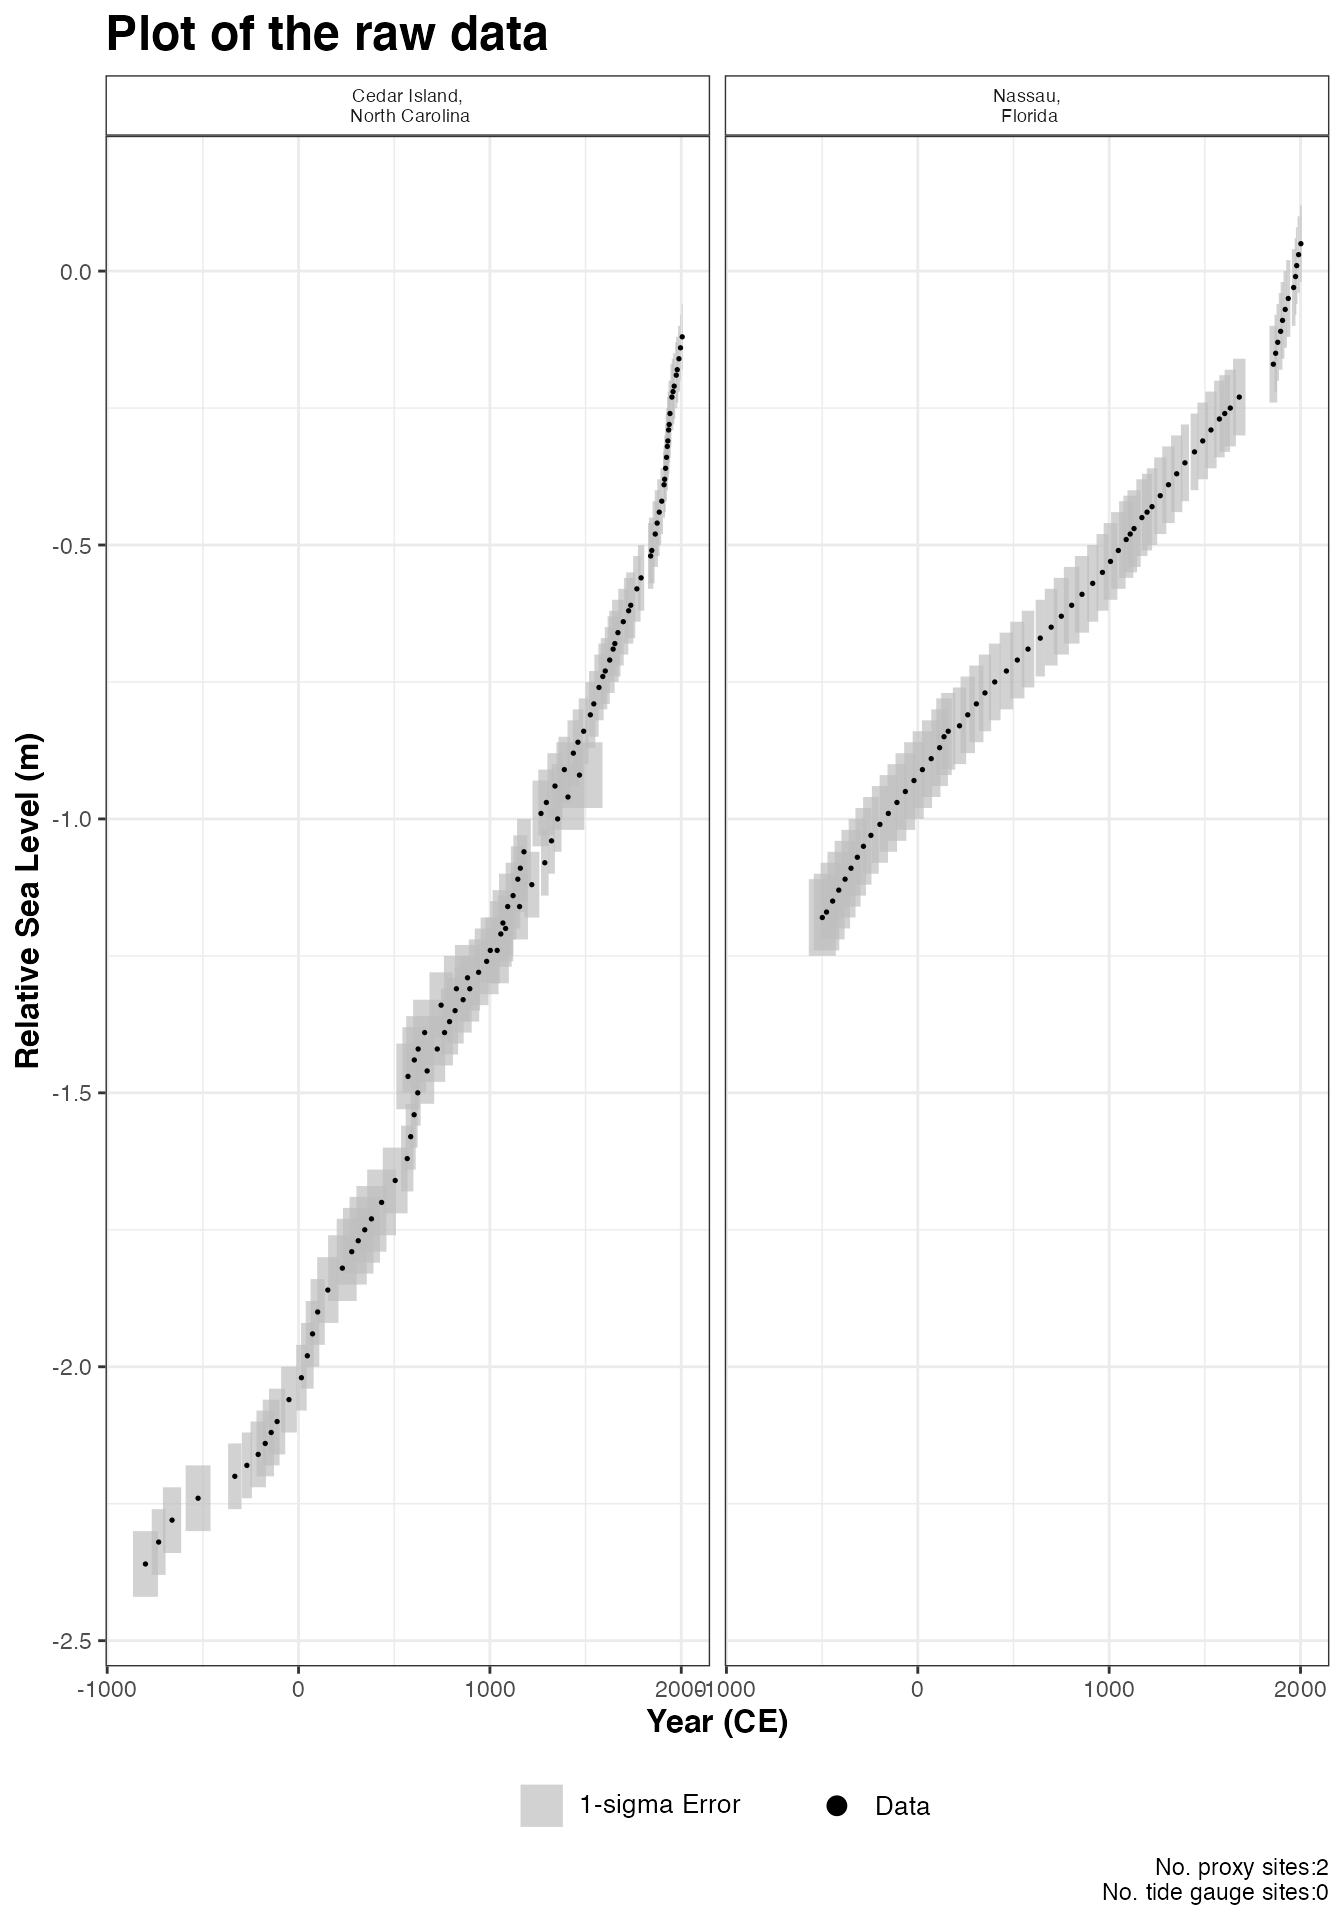 Plot of the raw data
Cedar Island,
North Carolina
Nassau,
Florida
Relative Sea Level (m)
0.0
-0.5
-1.0
-1.5
-2.0
-2.5
-1000 0 1000 2000
-1000 0 1000 2000
Year (CE)
1-sigma Error
Data
No. proxy sites:2
No. tide gauge sites:0